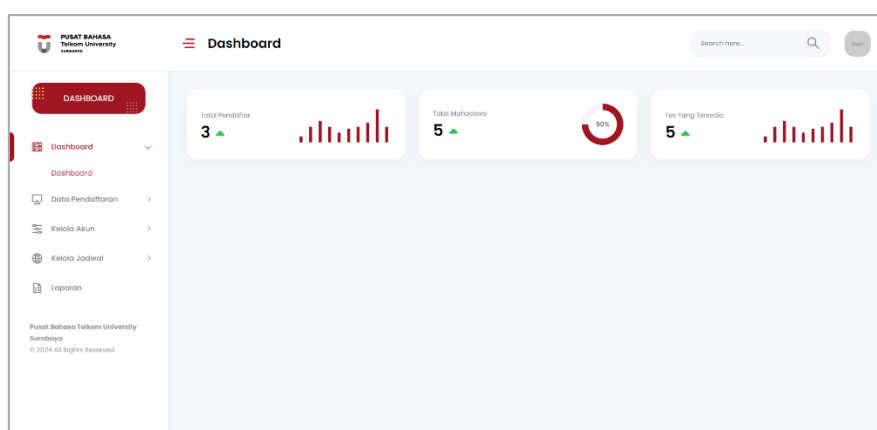 PUSAT BAHASA
Telkom University
SURABAYA
Dashboard
Search here...
DASHBOARD
Dashboard
Dashboard
Data Pendaftaran
Kelola Akun
Kelola Jadwal
Laporan
Pusat Bahasa Telkom University
Surabaya
© 2024 All Rights Reserved
Total Pendaftar
3
Total Mahasiswa
5
90%
Tes Yang Tersedia
5